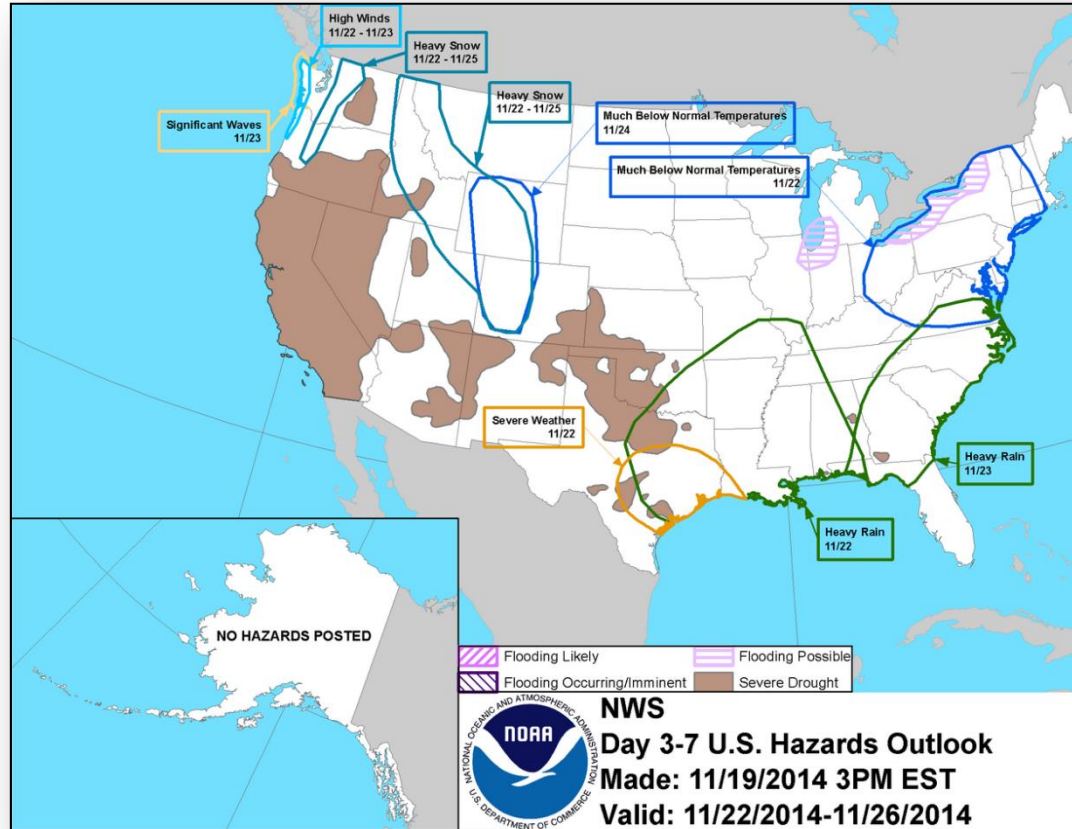 High Winds
11/22 - 11/23
Heavy Snow
11/22 - 11/25
Heavy Snow
11/22 - 11/25
Significant Waves
11/23
Much Below Normal Temperatures
11/24
Much Below Normal Temperatures
11/22
Severe Weather
11/22
Heavy Rain
11/23
Heavy Rain
11/22
NO HAZARDS POSTED
Flooding Likely
Flooding Possible
Flooding Occurring/Imminent
Severe Drought
NATIONAL OCEANIC AND ATMOSPHERIC ADMINISTRATION
NOAA
U.S. DEPARTMENT OF COMMERCE
NWS
Day 3-7 U.S. Hazards Outlook
Made: 11/19/2014 3PM EST
Valid: 11/22/2014-11/26/2014